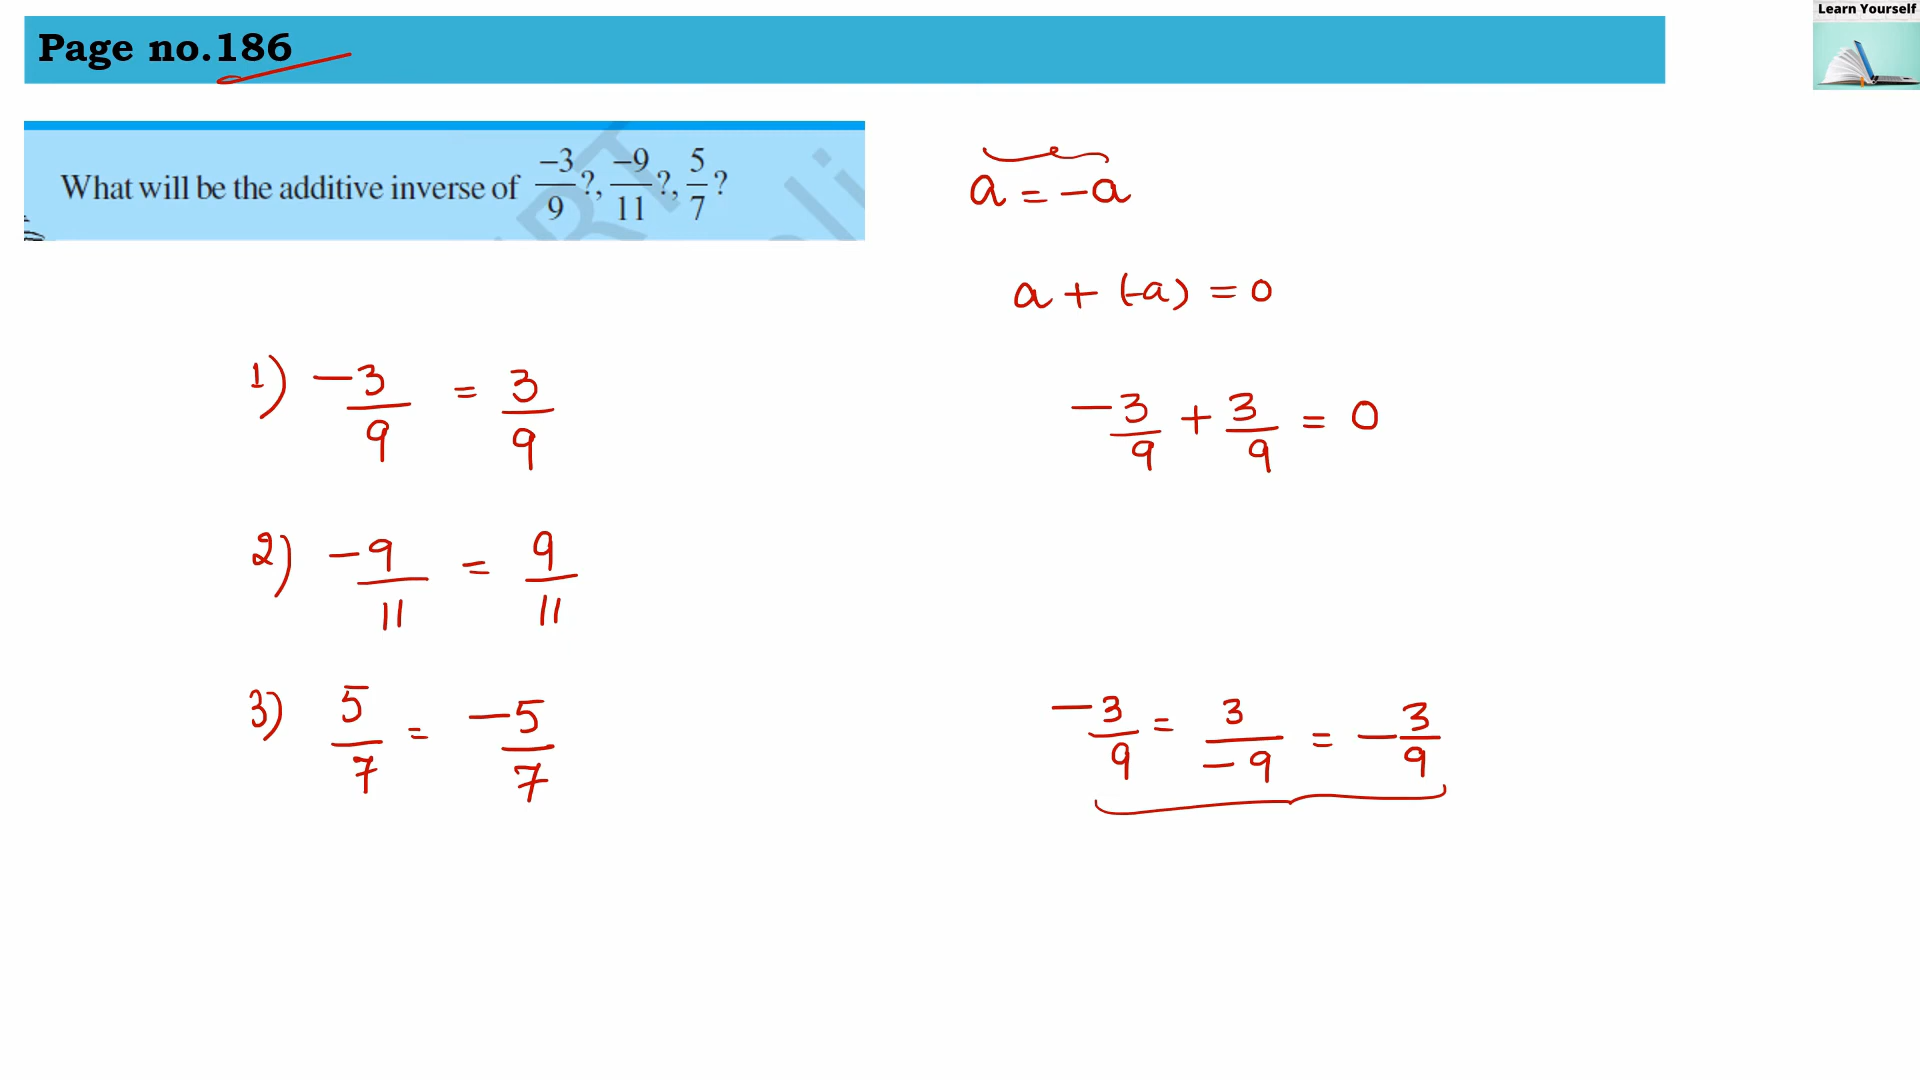 Learn Yourself
Page no.186
What will be the additive inverse of -3/9?, -9/11?, 5/7?
a = -a
a + (-a) = 0
1) -3/9 = 3/9
-3/9 + 3/9 = 0
2) -9/11 = 9/11
3) 5/7 = -5/7
-3/9 = 3/-9 = -3/9